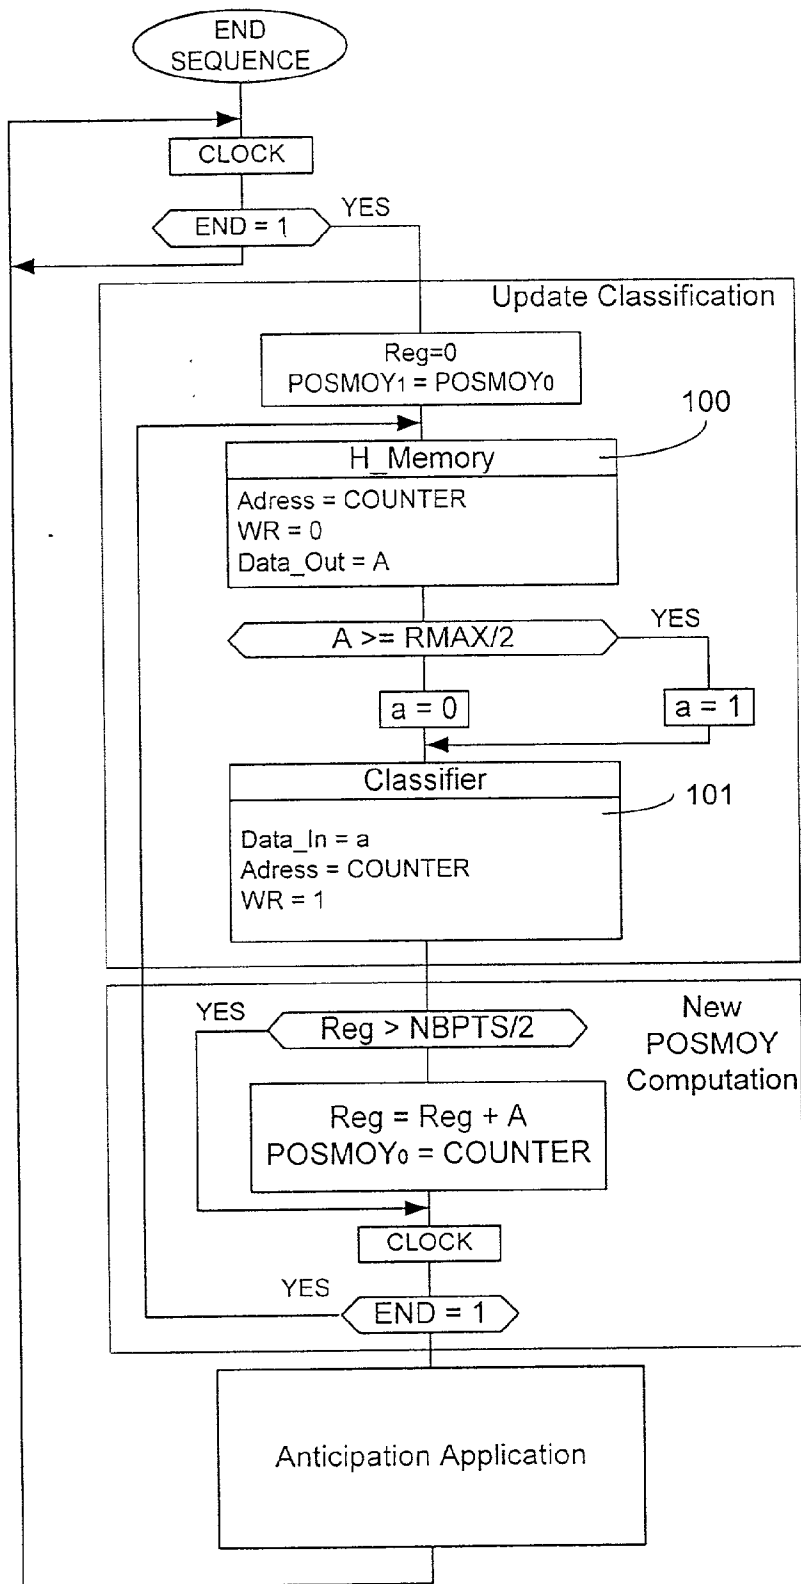 END
SEQUENCE
CLOCK
END = 1
YES
Update Classification
Reg=0
POSMOY1 = POSMOY0
100
H_Memory
Adress = COUNTER
WR = 0
Data_Out = A
A >= RMAX/2
YES
a = 0
a = 1
Classifier
101
Data_In = a
Adress = COUNTER
WR = 1
YES
Reg > NBPTS/2
New
POSMOY
Computation
Reg = Reg + A
POSMOY0 = COUNTER
CLOCK
YES
END = 1
Anticipation Application